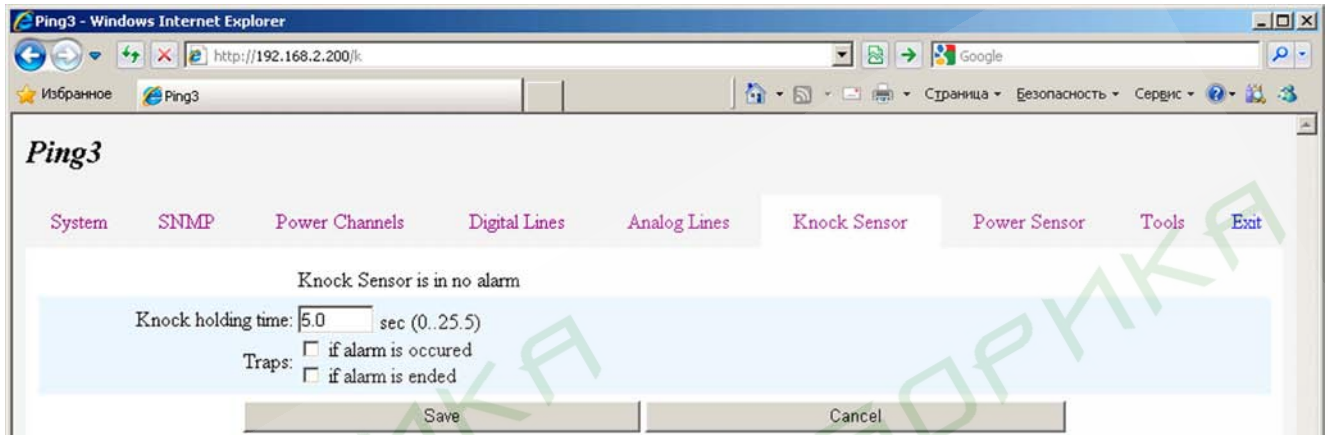 Ping3 - Windows Internet Explorer
http://192.168.2.200/k
Google
Избранное
Ping3
Страница
Безопасность
Сервис
Ping3
System SNMP Power Channels Digital Lines Analog Lines Knock Sensor Power Sensor Tools Exit
Knock Sensor is in no alarm
Knock holding time: 5.0 sec (0..25.5)
Traps:
if alarm is occured
if alarm is ended
Save Cancel